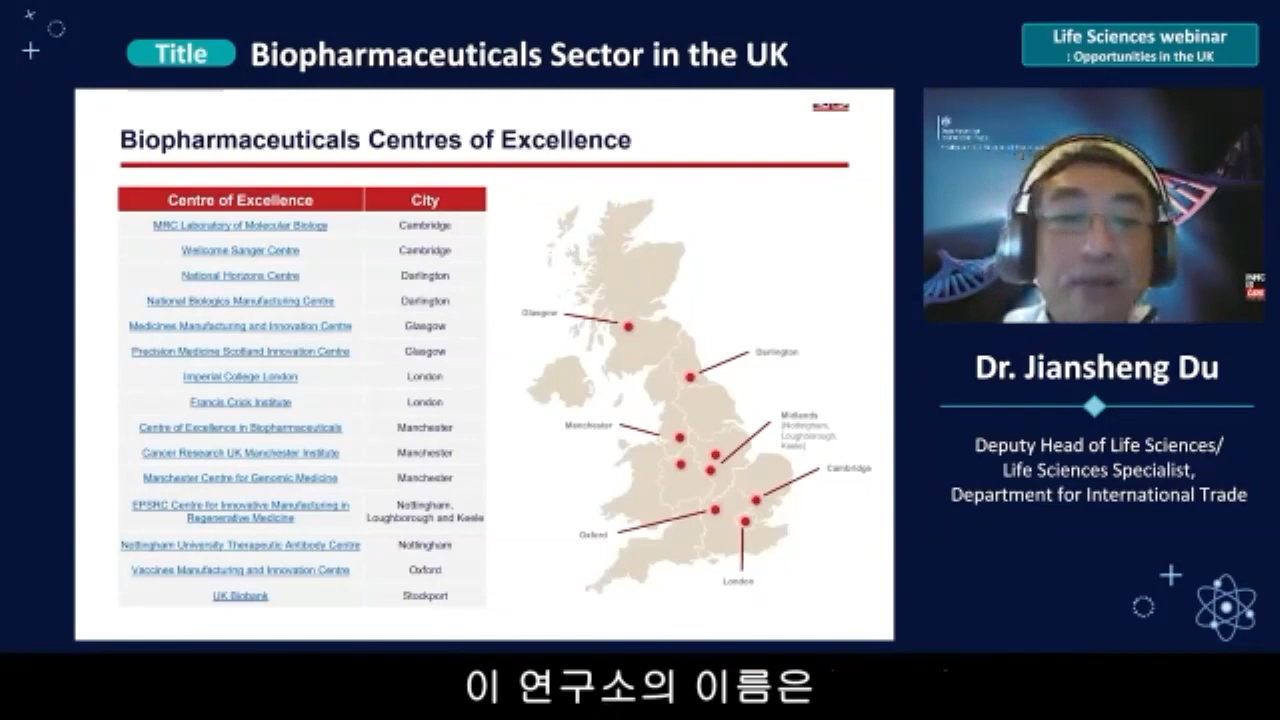 Title
Biopharmaceuticals Sector in the UK
Life Sciences webinar
: Opportunities in the UK
Biopharmaceuticals Centres of Excellence
Centre of Excellence City
MRC Laboratory of Molecular Biology Cambridge
Wellcome Sanger Centre Cambridge
National Horizons Centre Darlington
National Biologics Manufacturing Centre Darlington
Medicines Manufacturing and Innovation Centre Glasgow
Precision Medicine Scotland Innovation Centre Glasgow
Imperial College London London
Francis Crick Institute London
Centre of Excellence in Biopharmaceuticals Manchester
Cancer Research UK Manchester Institute Manchester
Manchester Centre for Genomic Medicine Manchester
EPSRC Centre for Innovative Manufacturing in
Regenerative Medicine
Nottingham,
Loughborough and Keele
Nottingham University Therapeutic Antibody Centre Nottingham
Vaccines Manufacturing and Innovation Centre Oxford
UK Biobank Stockport
Glasgow
Darlington
Manchester
Midlands
(Nottingham,
Loughborough,
Keele)
Cambridge
Oxford
London
Dr. Jiansheng Du
Deputy Head of Life Sciences/
Life Sciences Specialist,
Department for International Trade
이 연구소의 이름은